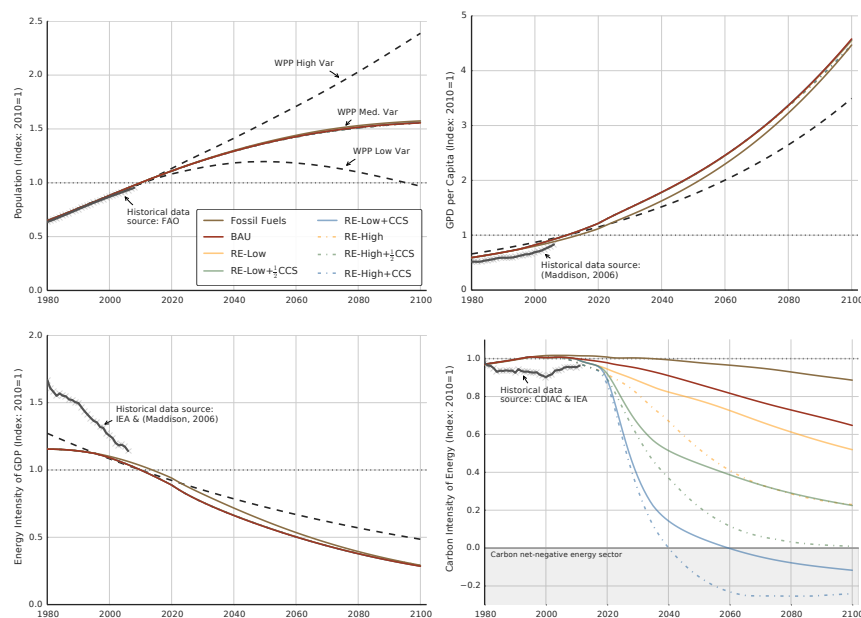 2.5
2.0
1.5
1.0
0.5
0.0
Population (Index: 2010=1)
WPP High Var
WPP Med. Var
WPP Low Var
Historical data
source: FAO
Fossil Fuels
BAU
RE-Low
RE-Low+½CCS
RE-Low+CCS
RE-High
RE-High+½CCS
RE-High+CCS
1980 2000 2020 2040 2060 2080 2100
5
4
3
2
1
0
GPD per Capita (Index: 2010=1)
Historical data source:
(Maddison, 2006)
1980 2000 2020 2040 2060 2080 2100
2.0
1.5
1.0
0.5
0.0
Energy Intensity of GDP (Index: 2010=1)
Historical data source:
IEA & (Maddison, 2006)
1980 2000 2020 2040 2060 2080 2100
1.0
0.8
0.6
0.4
0.2
0.0
−0.2
Carbon Intensity of Energy (Index: 2010=1)
Historical data
source: CDIAC & IEA
Carbon net-negative energy sector
1980 2000 2020 2040 2060 2080 2100